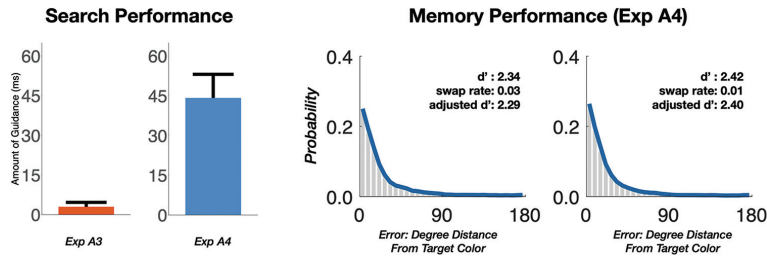 Search Performance
Memory Performance (Exp A4)
Amount of Guidance (ms)
60
45
30
15
0
Exp A3
60
45
30
15
0
Exp A4
Probability
0.4
0.2
0.0
d' : 2.34
swap rate: 0.03
adjusted d': 2.29
0
90
180
Error: Degree Distance
From Target Color
0.4
0.2
0.0
d' : 2.42
swap rate: 0.01
adjusted d': 2.40
0
90
180
Error: Degree Distance
From Target Color